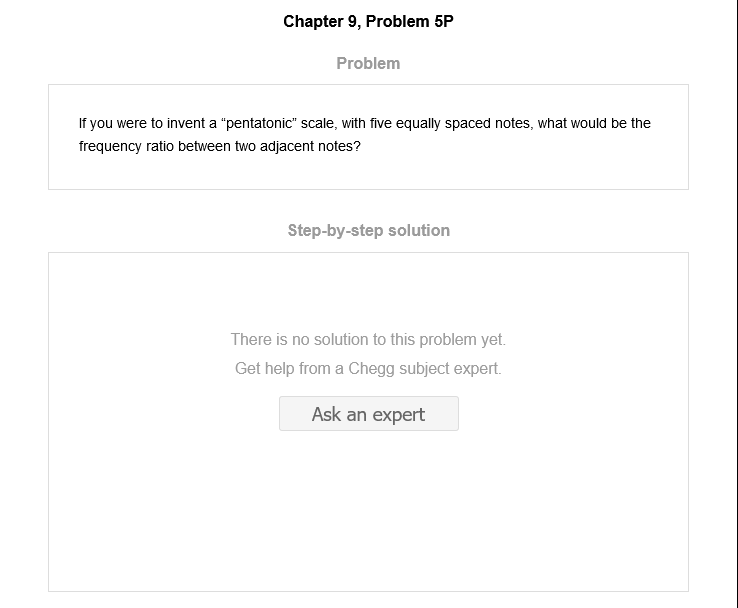 Chapter 9, Problem 5P
Problem
If you were to invent a “pentatonic” scale, with five equally spaced notes, what would be the
frequency ratio between two adjacent notes?
Step-by-step solution
There is no solution to this problem yet.
Get help from a Chegg subject expert.
Ask an expert